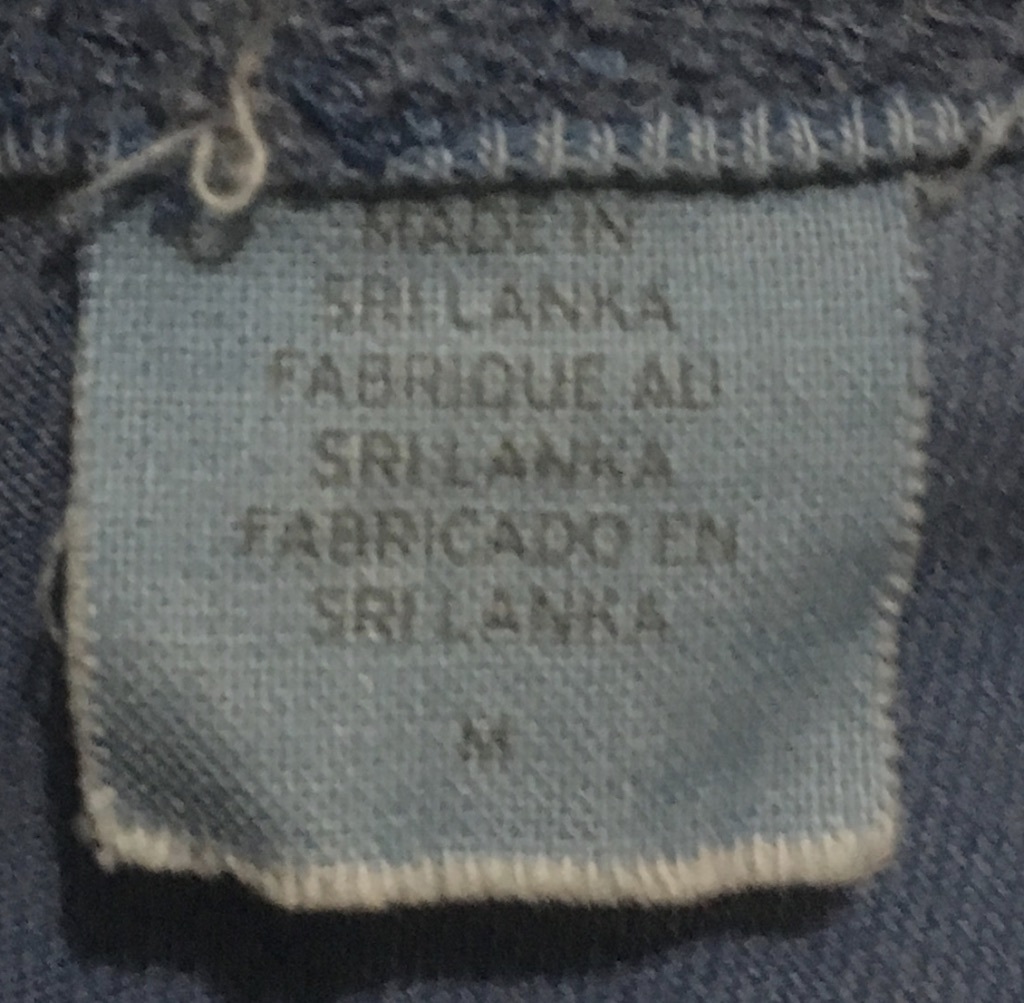 MADE IN
SRI LANKA
FABRIQUE AU
SRI LANKA
FABRICADO EN
SRI LANKA
M